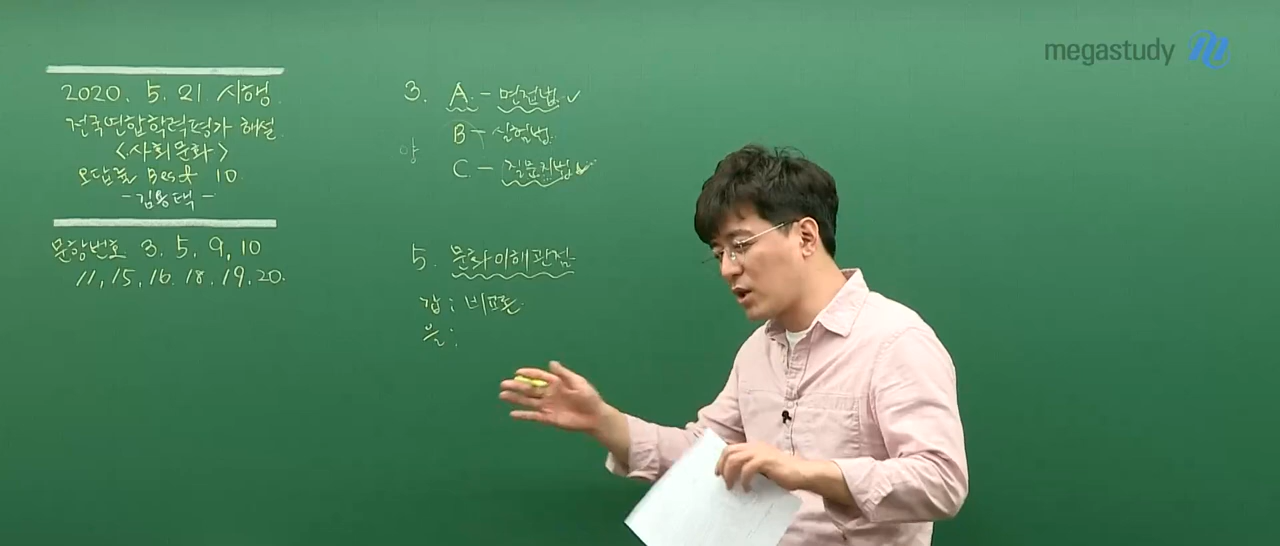 megastudy
2020. 5. 21. 시행.
전국연합학력평가 해설
<사회문화>
오답률 Best 10.
- 김용택 -
문항번호 3. 5. 9, 10
11, 15, 16. 18. 19. 20.
3. A. - 면접법 ✓
B - 실험법.
양
C. - 질문지법 ✓
5. 문화이해관점
갑 : 비교론
을 :